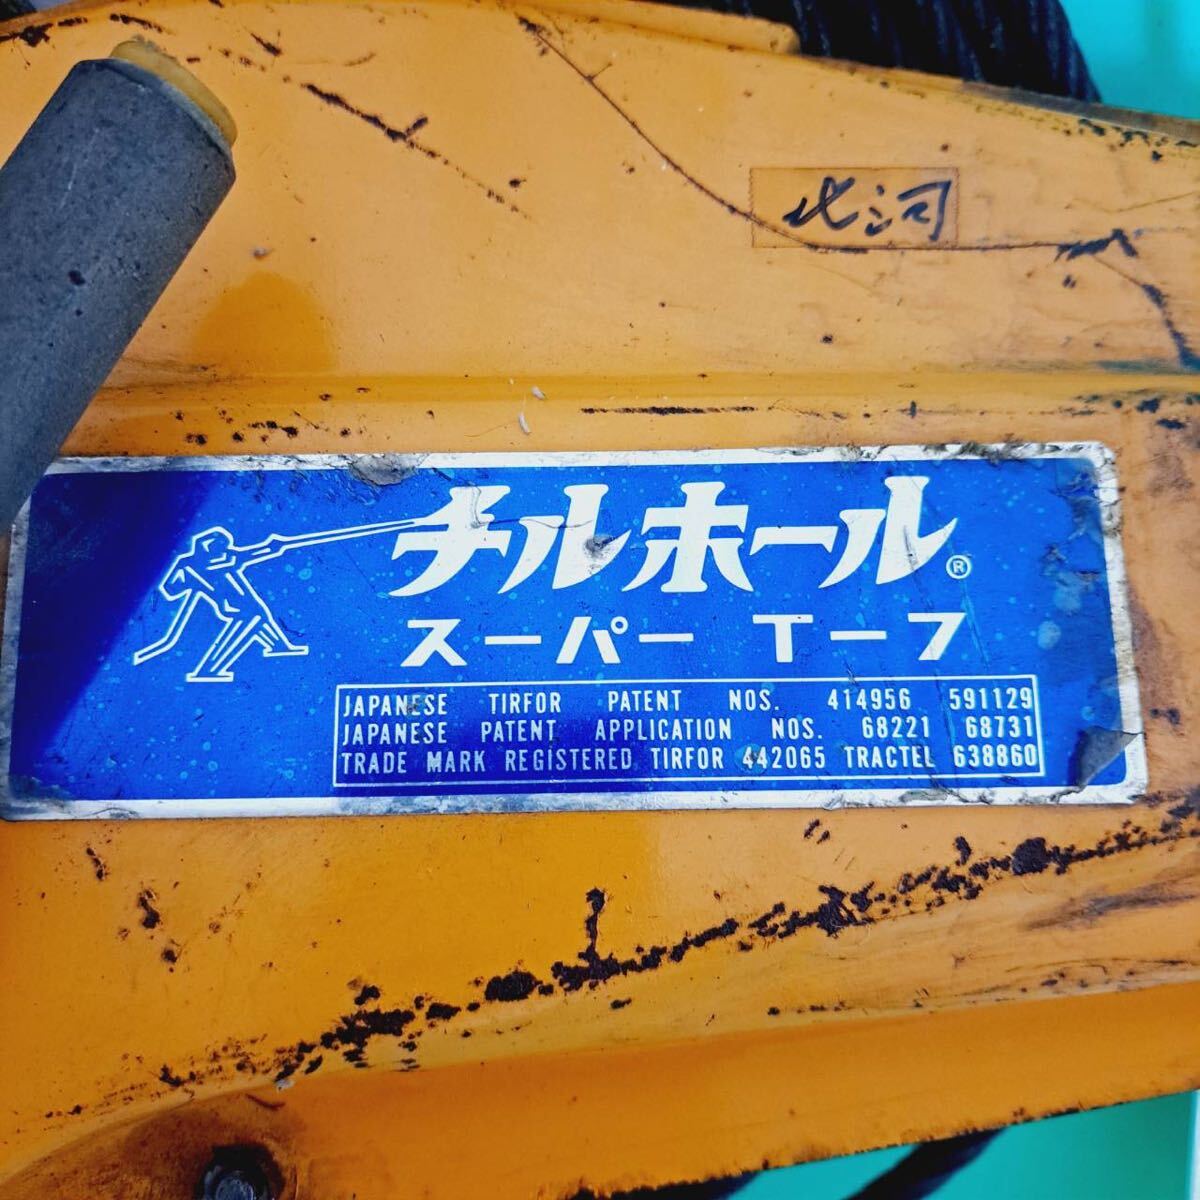 北河
チルホール®
スーパー T-7
JAPANESE TIRFOR PATENT NOS. 414956 591129
JAPANESE PATENT APPLICATION NOS. 68221 68731
TRADE MARK REGISTERED TIRFOR 442065 TRACTEL 638860